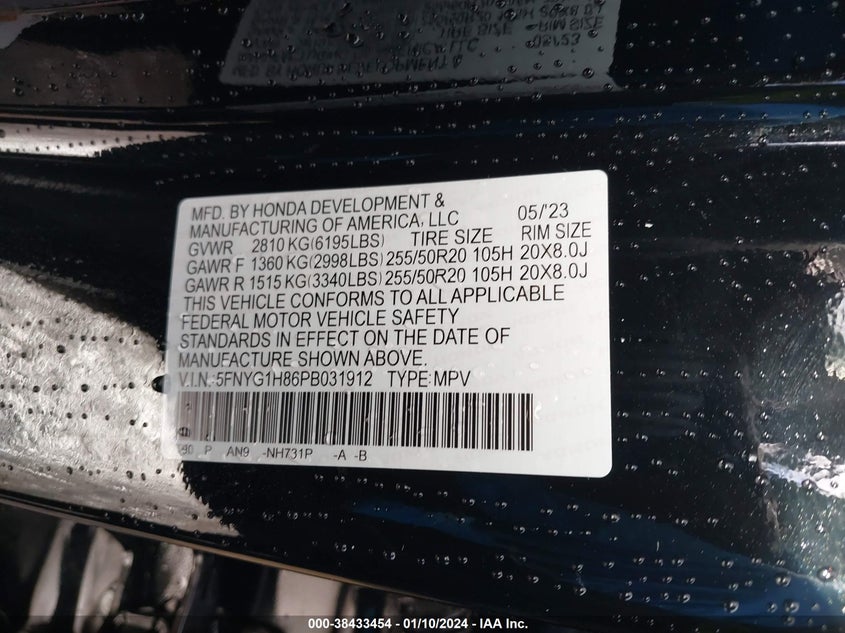 MFD. BY HONDA DEVELOPMENT &
MANUFACTURING OF AMERICA, LLC 05/'23
GVWR 2810 KG(6195LBS) TIRE SIZE RIM SIZE
GAWR F 1360 KG(2998LBS) 255/50R20 105H 20X8.0J
GAWR R 1515 KG(3340LBS) 255/50R20 105H 20X8.0J
THIS VEHICLE CONFORMS TO ALL APPLICABLE
FEDERAL MOTOR VEHICLE SAFETY
STANDARDS IN EFFECT ON THE DATE OF
MANUFACTURE SHOWN ABOVE.
V.I.N.:5FNYG1H86PB031912 TYPE:MPV
P AN9 -NH731P -A -B
000-38433454 - 01/10/2024 - IAA Inc.